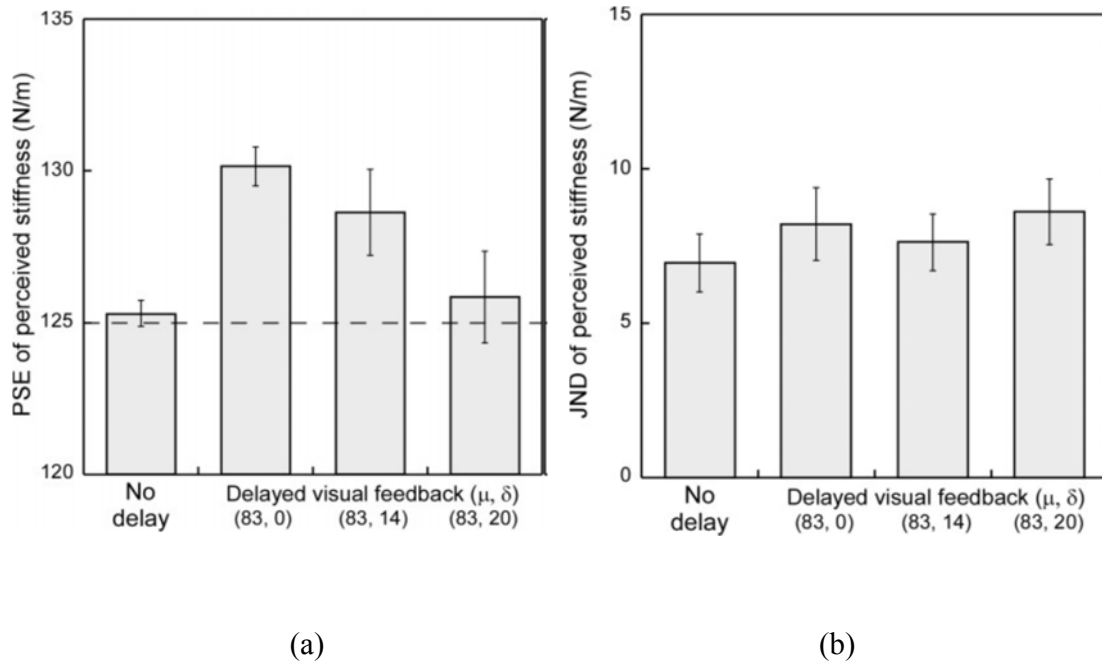 PSE of perceived stiffness (N/m)
135
130
125
120
No
delay
Delayed visual feedback (μ, δ)
(83, 0) (83, 14) (83, 20)
(a)
JND of perceived stiffness (N/m)
15
10
5
0
No
delay
Delayed visual feedback (μ, δ)
(83, 0) (83, 14) (83, 20)
(b)